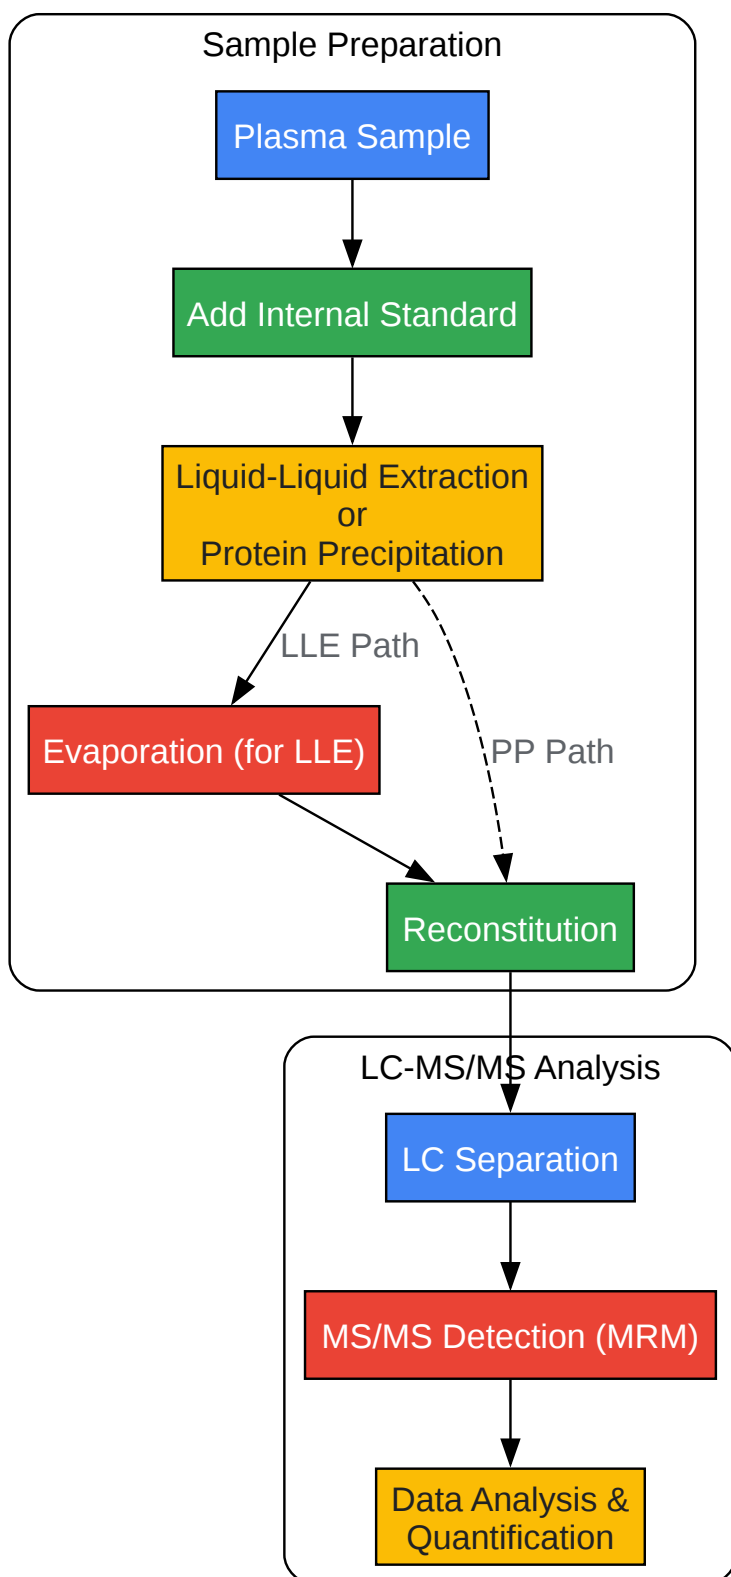 Sample Preparation
Plasma Sample
Add Internal Standard
Liquid-Liquid Extraction
or
Protein Precipitation
LLE Path
Evaporation (for LLE)
PP Path
Reconstitution
LC-MS/MS Analysis
LC Separation
MS/MS Detection (MRM)
Data Analysis &
Quantification